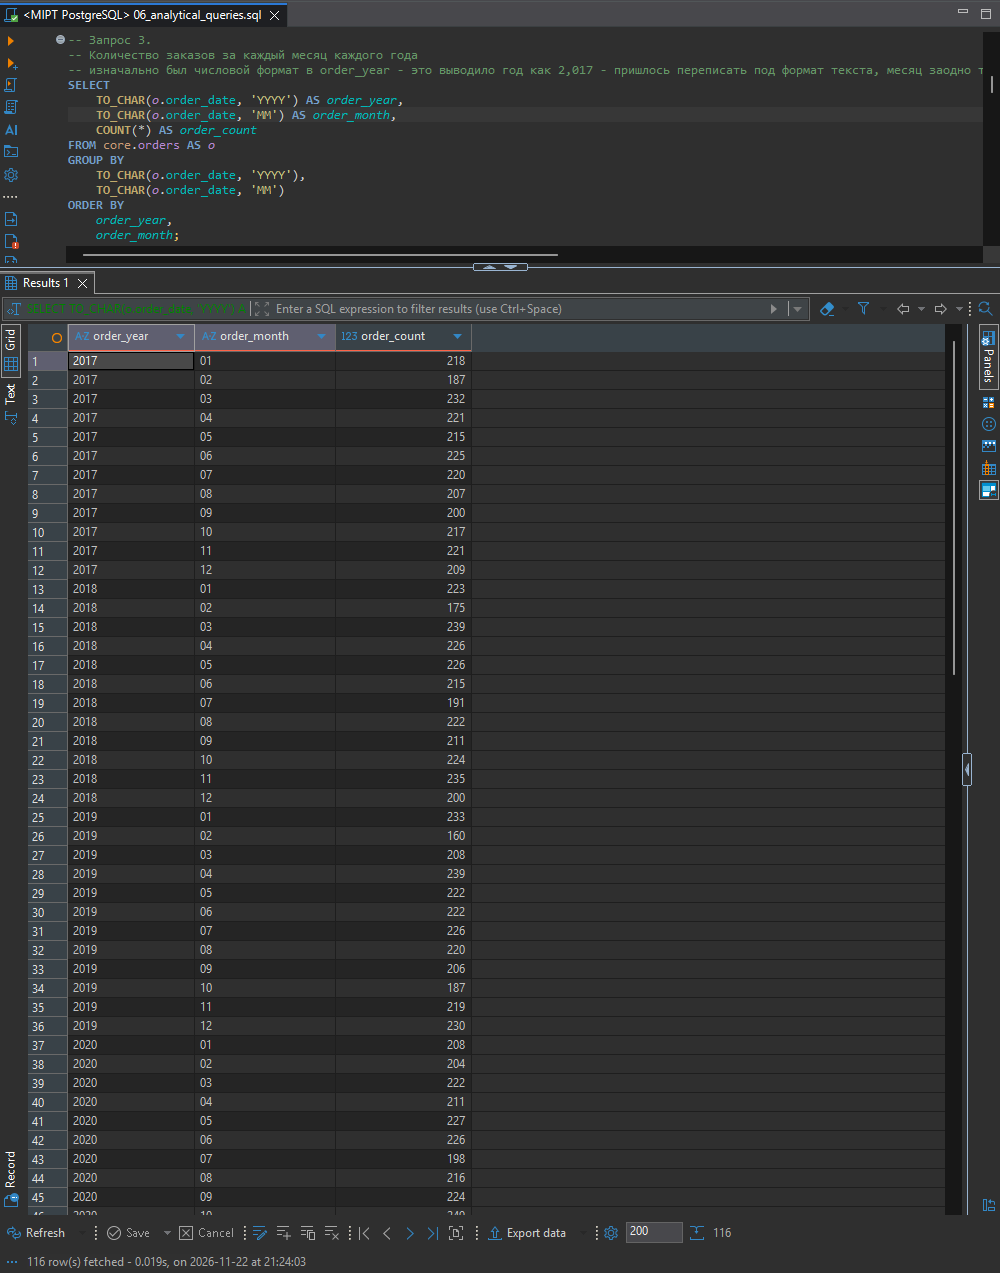 <MIPT PostgreSQL> 06_analytical_queries.sql
-- Запрос 3.
-- Количество заказов за каждый месяц каждого года
-- изначально был числовой формат в order_year - это выводило год как 2,017 - пришлось переписать под формат текста, месяц заодно т
SELECT
TO_CHAR(o.order_date, 'YYYY') AS order_year,
TO_CHAR(o.order_date, 'MM') AS order_month,
COUNT(*) AS order_count
FROM core.orders AS o
GROUP BY
TO_CHAR(o.order_date, 'YYYY'),
TO_CHAR(o.order_date, 'MM')
ORDER BY
order_year,
order_month;
AI
Results 1
SELECT TO_CHAR(o.order_date, 'YYYY') A Enter a SQL expression to filter results (use Ctrl+Space)
Grid
Text
Record
Panels
A-Z order_year A-Z order_month 123 order_count
1 2017 01 218
2 2017 02 187
3 2017 03 232
4 2017 04 221
5 2017 05 215
6 2017 06 225
7 2017 07 220
8 2017 08 207
9 2017 09 200
10 2017 10 217
11 2017 11 221
12 2017 12 209
13 2018 01 223
14 2018 02 175
15 2018 03 239
16 2018 04 226
17 2018 05 226
18 2018 06 215
19 2018 07 191
20 2018 08 222
21 2018 09 211
22 2018 10 224
23 2018 11 235
24 2018 12 200
25 2019 01 233
26 2019 02 160
27 2019 03 208
28 2019 04 239
29 2019 05 222
30 2019 06 222
31 2019 07 226
32 2019 08 220
33 2019 09 206
34 2019 10 187
35 2019 11 219
36 2019 12 230
37 2020 01 208
38 2020 02 204
39 2020 03 222
40 2020 04 211
41 2020 05 227
42 2020 06 226
43 2020 07 198
44 2020 08 216
45 2020 09 224
Refresh Save Cancel Export data 200 116
116 row(s) fetched - 0.019s, on 2026-11-22 at 21:24:03